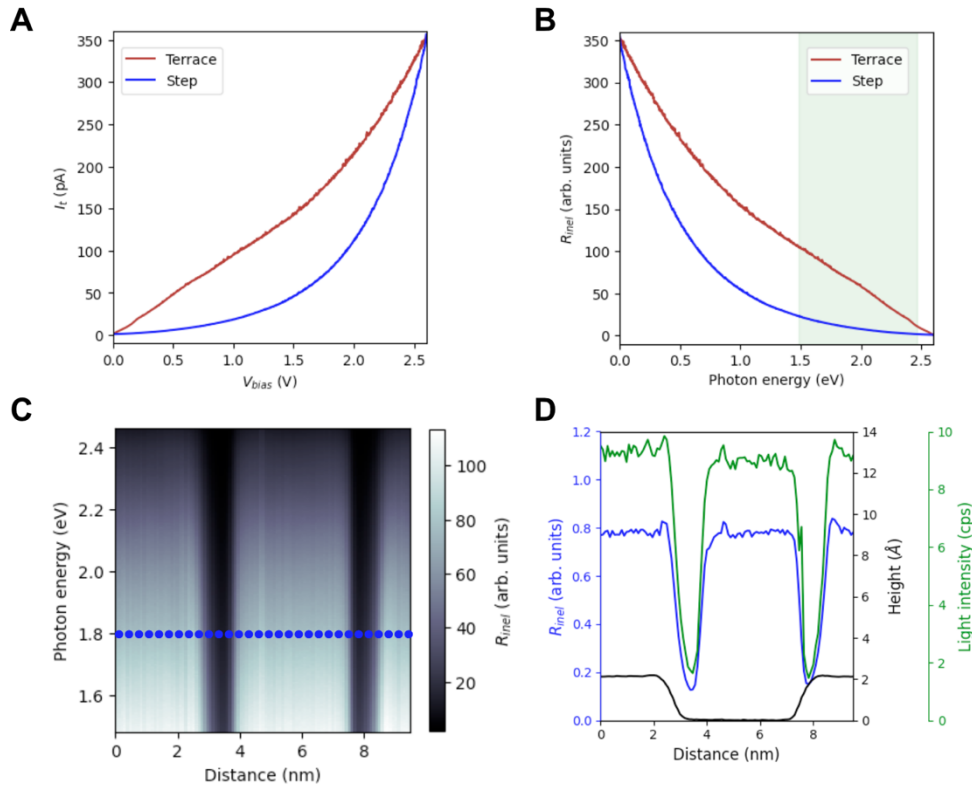 A
350
300
250
200
150
100
50
0
I_t (pA)
Terrace
Step
0.0 0.5 1.0 1.5 2.0 2.5
V_bias (V)
B
350
300
250
200
150
100
50
0
R_inel (arb. units)
Terrace
Step
0.0 0.5 1.0 1.5 2.0 2.5
Photon energy (eV)
C
2.4
2.2
2.0
1.8
1.6
Photon energy (eV)
0 2 4 6 8
Distance (nm)
100
80
60
40
20
R_inel (arb. units)
D
1.2
1.0
0.8
0.6
0.4
0.2
0.0
R_inel (arb. units)
0 2 4 6 8
Distance (nm)
14
12
10
8
6
4
2
0
Height (Å)
10
8
6
4
2
0
Light intensity (cps)